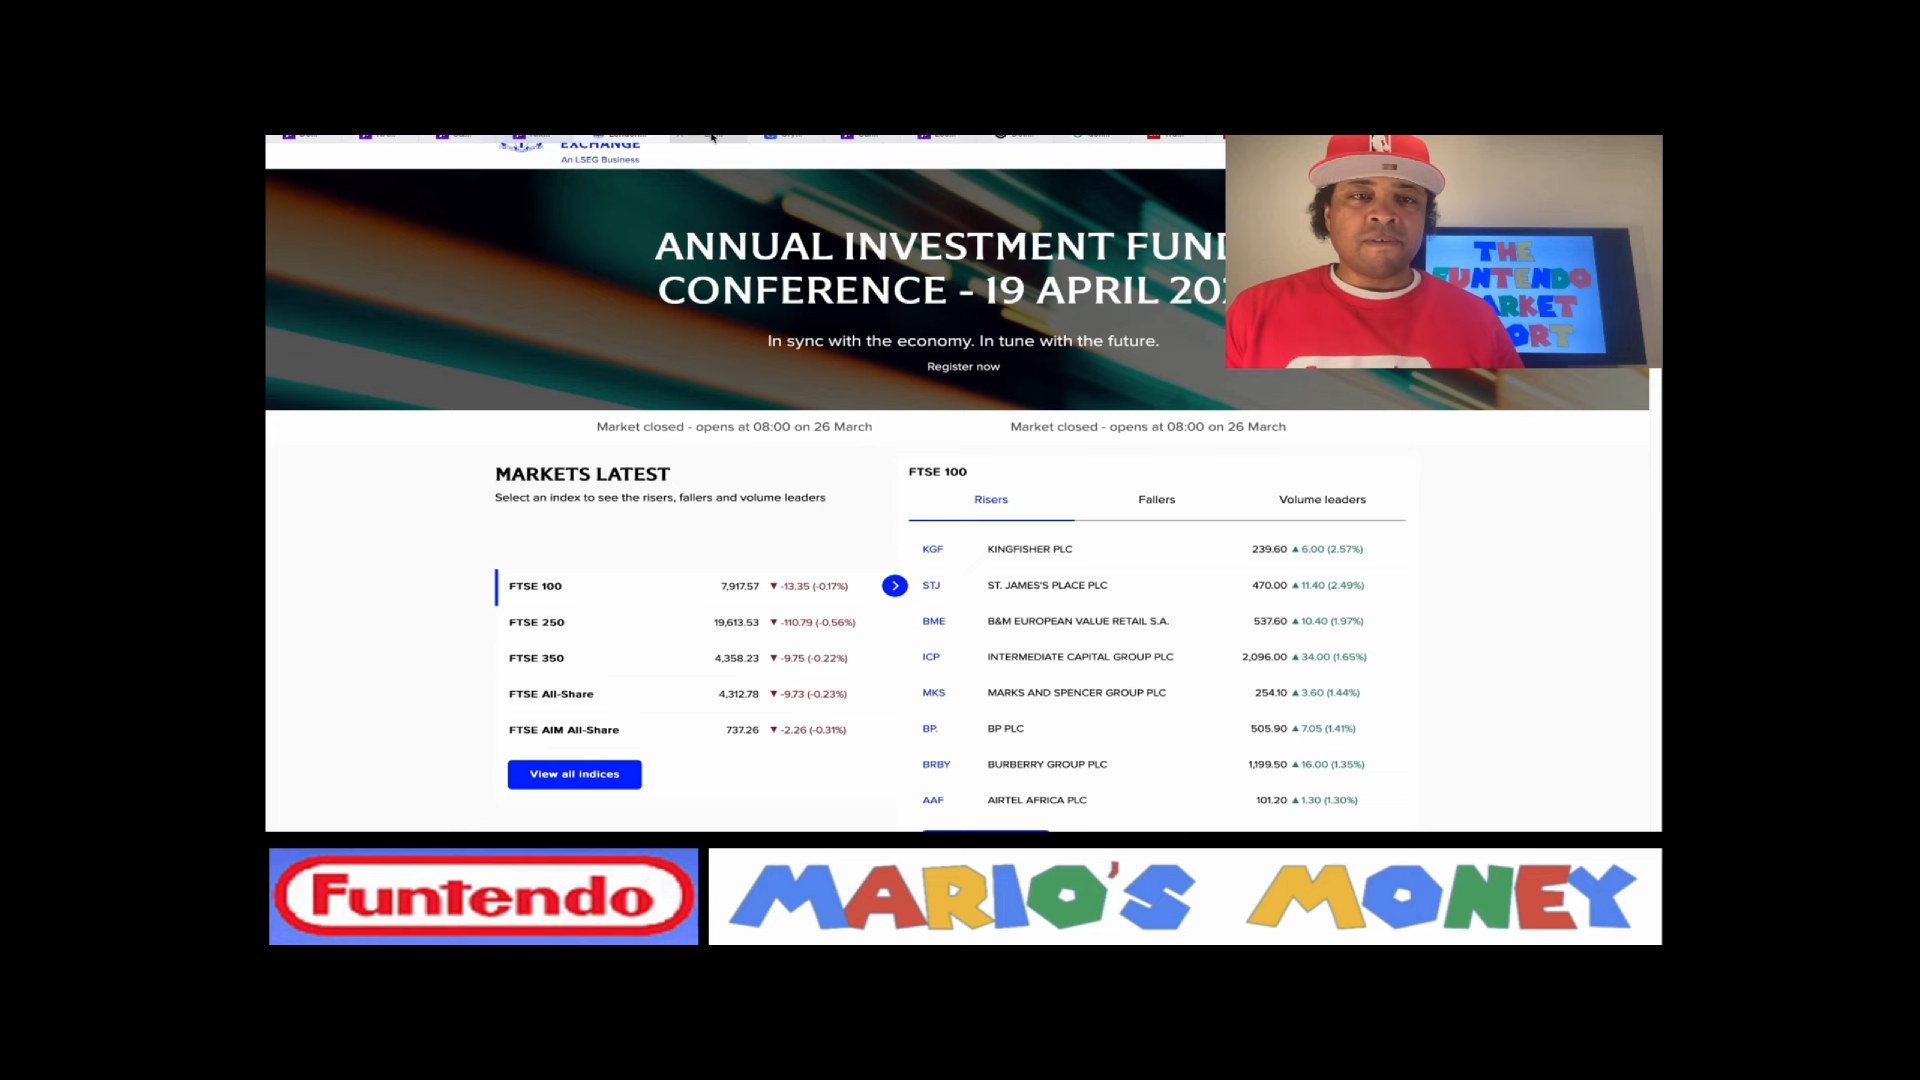 EXCHANGE
An LSEG Business
ANNUAL INVESTMENT FUND
CONFERENCE - 19 APRIL 202
In sync with the economy. In tune with the future.
Register now
THE
FUNTENDO
MARKET
Market closed - opens at 08:00 on 26 March
Market closed - opens at 08:00 on 26 March
MARKETS LATEST
Select an index to see the risers, fallers and volume leaders
FTSE 100 7,917.57 ▼ -13.35 (-0.17%)
FTSE 250 19,613.53 ▼ -110.79 (-0.56%)
FTSE 350 4,358.23 ▼ -9.75 (-0.22%)
FTSE All-Share 4,312.78 ▼ -9.73 (-0.23%)
FTSE AIM All-Share 737.26 ▼ -2.26 (-0.31%)
View all indices
FTSE 100
Risers Fallers Volume leaders
KGF KINGFISHER PLC 239.60 ▲ 6.00 (2.57%)
STJ ST. JAMES'S PLACE PLC 470.00 ▲ 11.40 (2.49%)
BME B&M EUROPEAN VALUE RETAIL S.A. 537.60 ▲ 10.40 (1.97%)
ICP INTERMEDIATE CAPITAL GROUP PLC 2,096.00 ▲ 34.00 (1.65%)
MKS MARKS AND SPENCER GROUP PLC 254.10 ▲ 3.60 (1.44%)
BP. BP PLC 505.90 ▲ 7.05 (1.41%)
BRBY BURBERRY GROUP PLC 1,199.50 ▲ 16.00 (1.35%)
AAF AIRTEL AFRICA PLC 101.20 ▲ 1.30 (1.30%)
Funtendo
MARIO'S MONEY